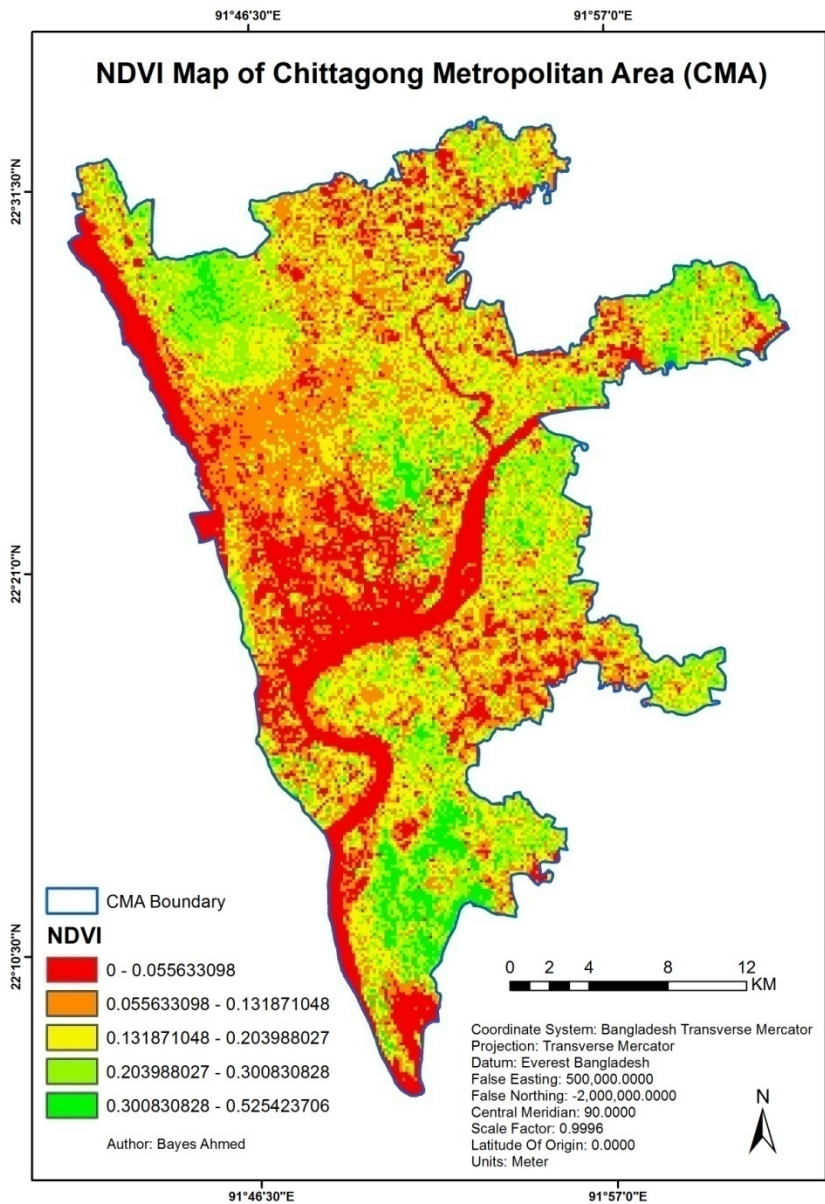 91°46'30"E
91°57'0"E
NDVI Map of Chittagong Metropolitan Area (CMA)
22°31'30"N
22°21'0"N
22°10'30"N
CMA Boundary
NDVI
0 - 0.055633098
0.055633098 - 0.131871048
0.131871048 - 0.203988027
0.203988027 - 0.300830828
0.300830828 - 0.525423706
Author: Bayes Ahmed
0 2 4 8 12
KM
Coordinate System: Bangladesh Transverse Mercator
Projection: Transverse Mercator
Datum: Everest Bangladesh
False Easting: 500,000.0000
False Northing: -2,000,000.0000
Central Meridian: 90.0000
Scale Factor: 0.9996
Latitude Of Origin: 0.0000
Units: Meter
N
91°46'30"E
91°57'0"E